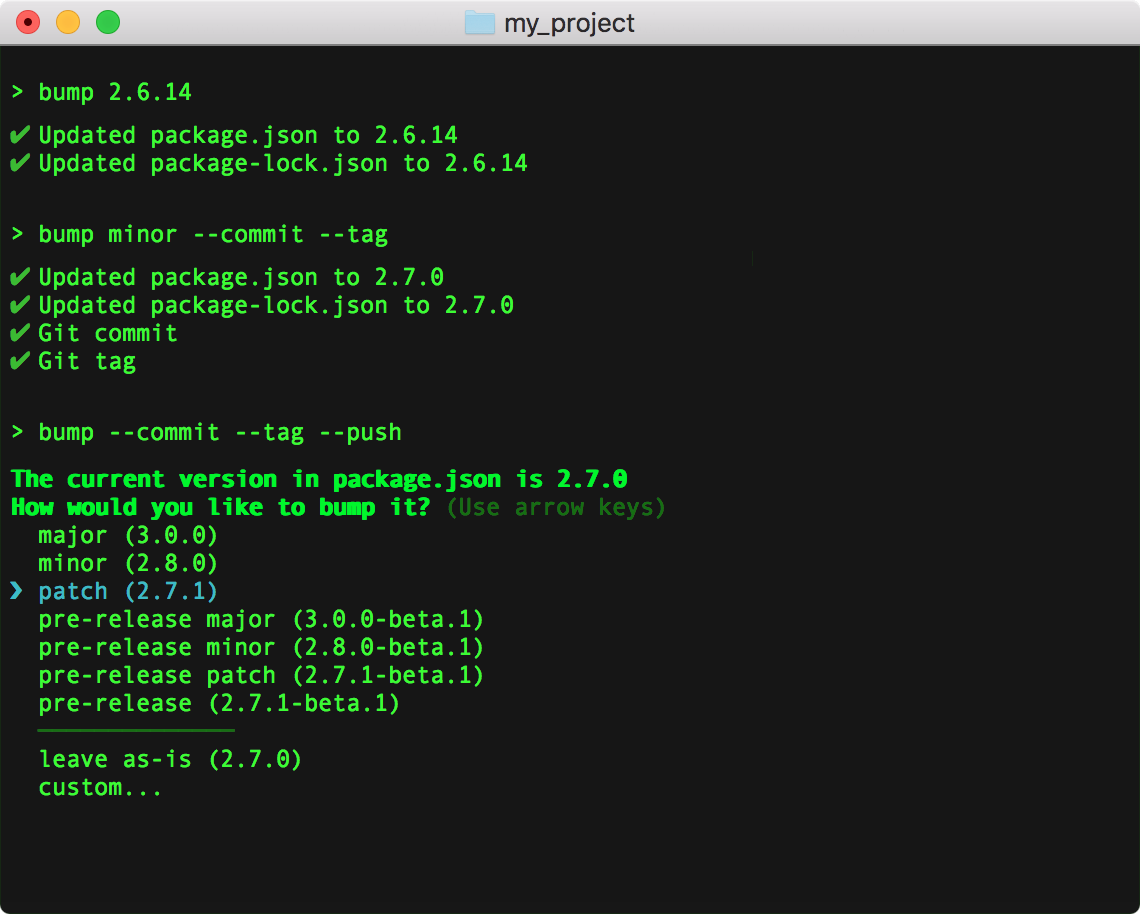 my_project
> bump 2.6.14
✔ Updated package.json to 2.6.14
✔ Updated package-lock.json to 2.6.14
> bump minor --commit --tag
✔ Updated package.json to 2.7.0
✔ Updated package-lock.json to 2.7.0
✔ Git commit
✔ Git tag
> bump --commit --tag --push
The current version in package.json is 2.7.0
How would you like to bump it? (Use arrow keys)
major (3.0.0)
minor (2.8.0)
❯ patch (2.7.1)
pre-release major (3.0.0-beta.1)
pre-release minor (2.8.0-beta.1)
pre-release patch (2.7.1-beta.1)
pre-release (2.7.1-beta.1)
──────────────
leave as-is (2.7.0)
custom...